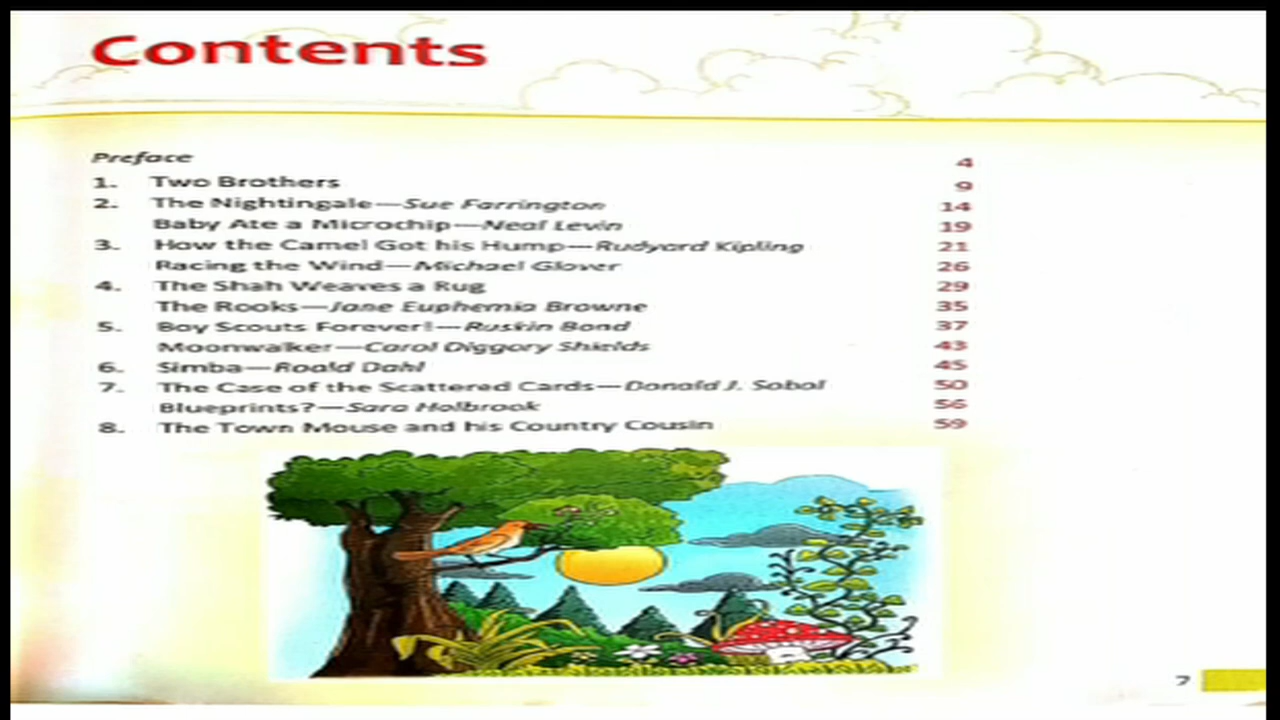 Contents
Preface 4
1. Two Brothers 9
2. The Nightingale—Sue Farrington 14
Baby Ate a Microchip—Neal Levin 19
3. How the Camel Got his Hump—Rudyard Kipling 21
Racing the Wind—Michael Glover 26
4. The Shah Weaves a Rug 29
The Rooks—Jane Euphemia Browne 35
5. Boy Scouts Forever!—Ruskin Bond 37
Moonwalker—Carol Diggory Shields 43
6. Simba—Roald Dahl 45
7. The Case of the Scattered Cards—Donald J. Sobol 50
Blueprints?—Sara Holbrook 56
8. The Town Mouse and his Country Cousin 59
7